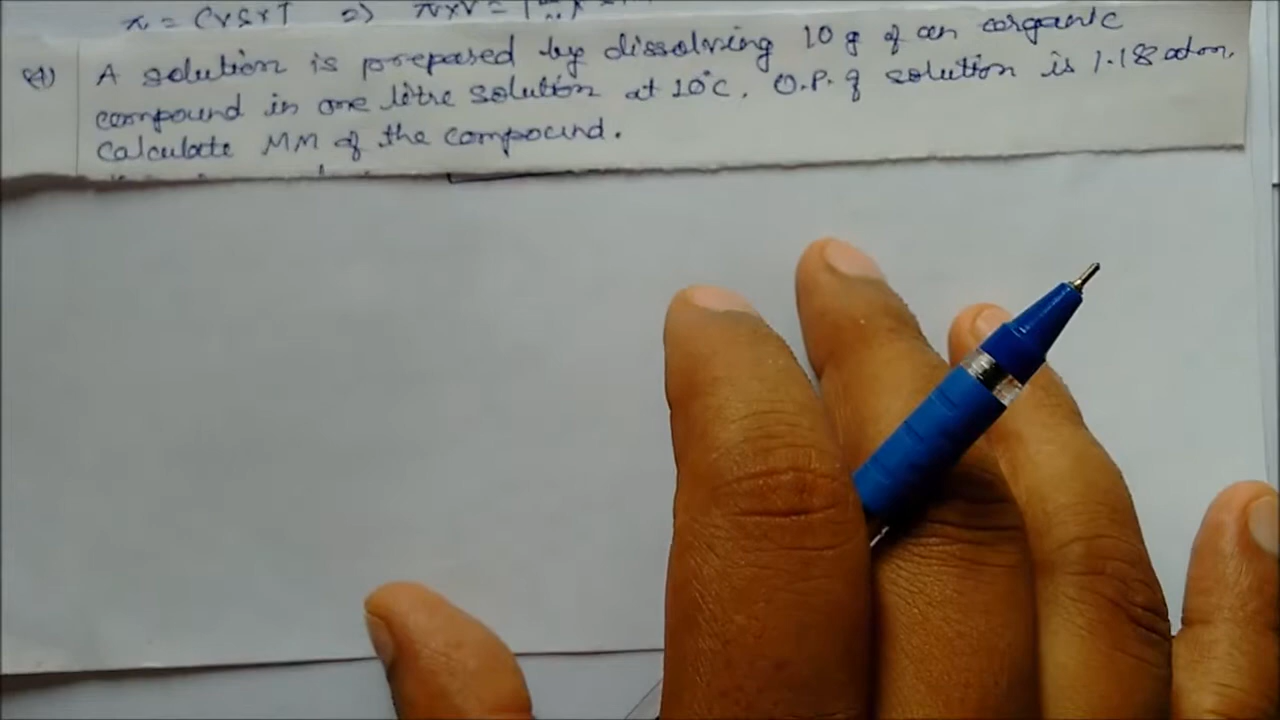 π = C×S×T ⇒ π×V =
Q1) A solution is prepared by dissolving 10 g of an organic
compound in one litre solution at 10°C. O.P. of solution is 1.18 atm.
Calculate MM of the compound.